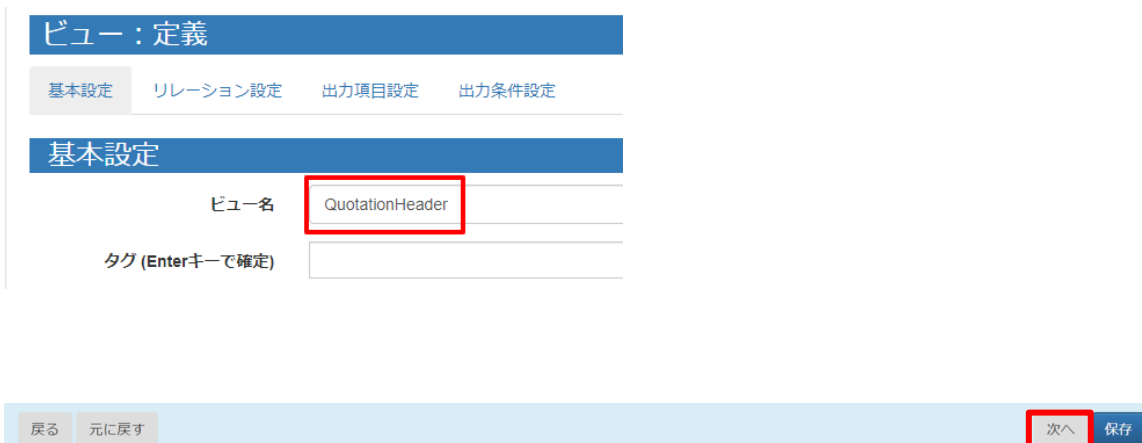 ビュー：定義
基本設定 リレーション設定 出力項目設定 出力条件設定
基本設定
ビュー名 QuotationHeader
タグ (Enterキーで確定)
戻る 元に戻す 次へ 保存